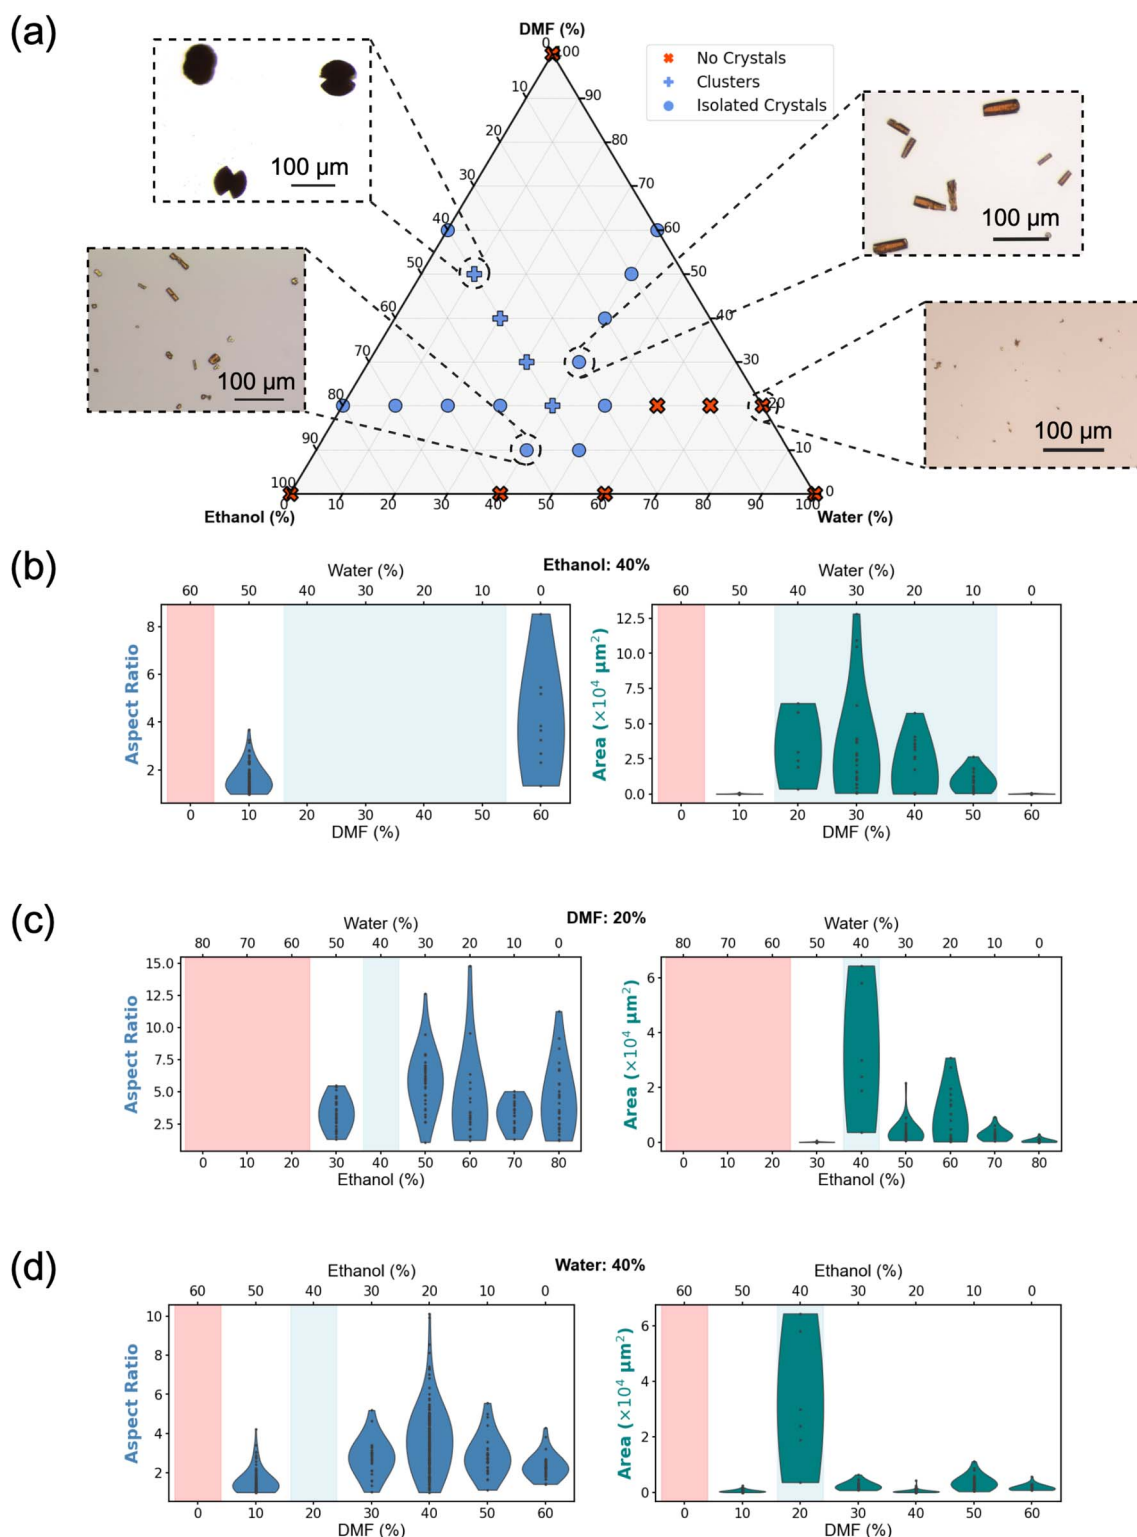 (a)
DMF (%)
0 100
No Crystals
Clusters
Isolated Crystals
100 µm
10 90
20 80
30 70
40 60
50 50
60 40
70 30
80 20
90 10
100 0
100 µm
100 µm
100 µm
0 10 20 30 40 50 60 70 80 90 100
Ethanol (%) Water (%)
(b)
Ethanol: 40%
Water (%) Water (%)
60 50 40 30 20 10 0 60 50 40 30 20 10 0
Aspect Ratio
8
6
4
2
Area (×10⁴ µm²)
12.5
10.0
7.5
5.0
2.5
0.0
0 10 20 30 40 50 60 0 10 20 30 40 50 60
DMF (%) DMF (%)
(c)
DMF: 20%
Water (%) Water (%)
80 70 60 50 40 30 20 10 0 80 70 60 50 40 30 20 10 0
Aspect Ratio
15.0
12.5
10.0
7.5
5.0
2.5
Area (×10⁴ µm²)
6
4
2
0
0 10 20 30 40 50 60 70 80 0 10 20 30 40 50 60 70 80
Ethanol (%) Ethanol (%)
(d)
Water: 40%
Ethanol (%) Ethanol (%)
60 50 40 30 20 10 0 60 50 40 30 20 10 0
Aspect Ratio
10
8
6
4
2
Area (×10⁴ µm²)
6
4
2
0
0 10 20 30 40 50 60 0 10 20 30 40 50 60
DMF (%) DMF (%)